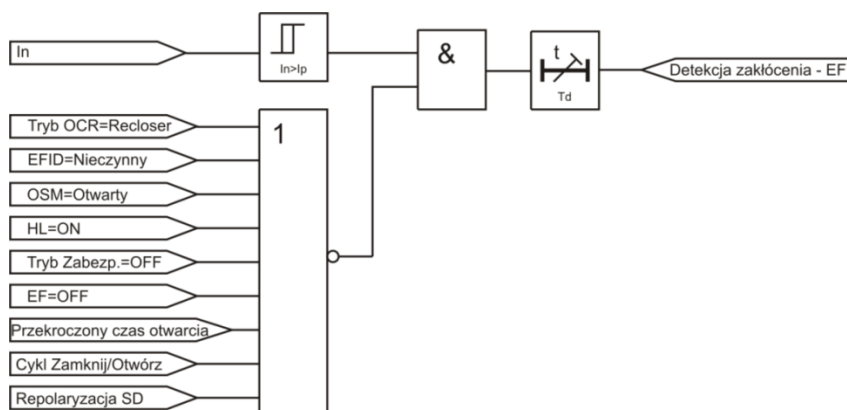 In
In>Ip
&
t
Td
Detekcja zakłócenia - EF
1
Tryb OCR=Recloser
EFID=Nieczynny
OSM=Otwarty
HL=ON
Tryb Zabezp.=OFF
EF=OFF
Przekroczony czas otwarcia
Cykl Zamknij/Otwórz
Repolaryzacja SD